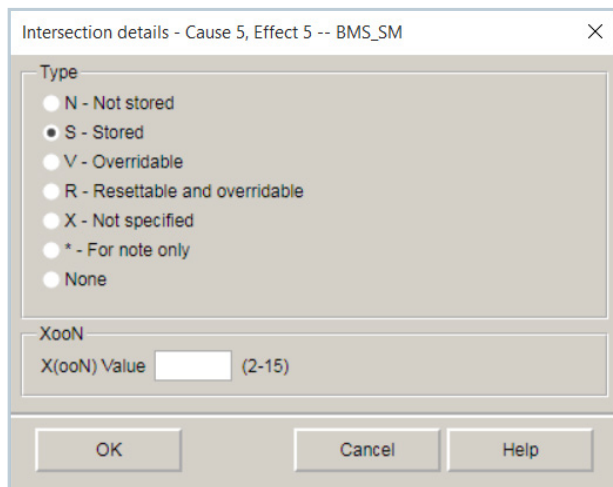 Intersection details - Cause 5, Effect 5 -- BMS_SM
Type
N - Not stored
S - Stored
V - Overridable
R - Resettable and overridable
X - Not specified
* - For note only
None
XooN
X(ooN) Value (2-15)
OK Cancel Help